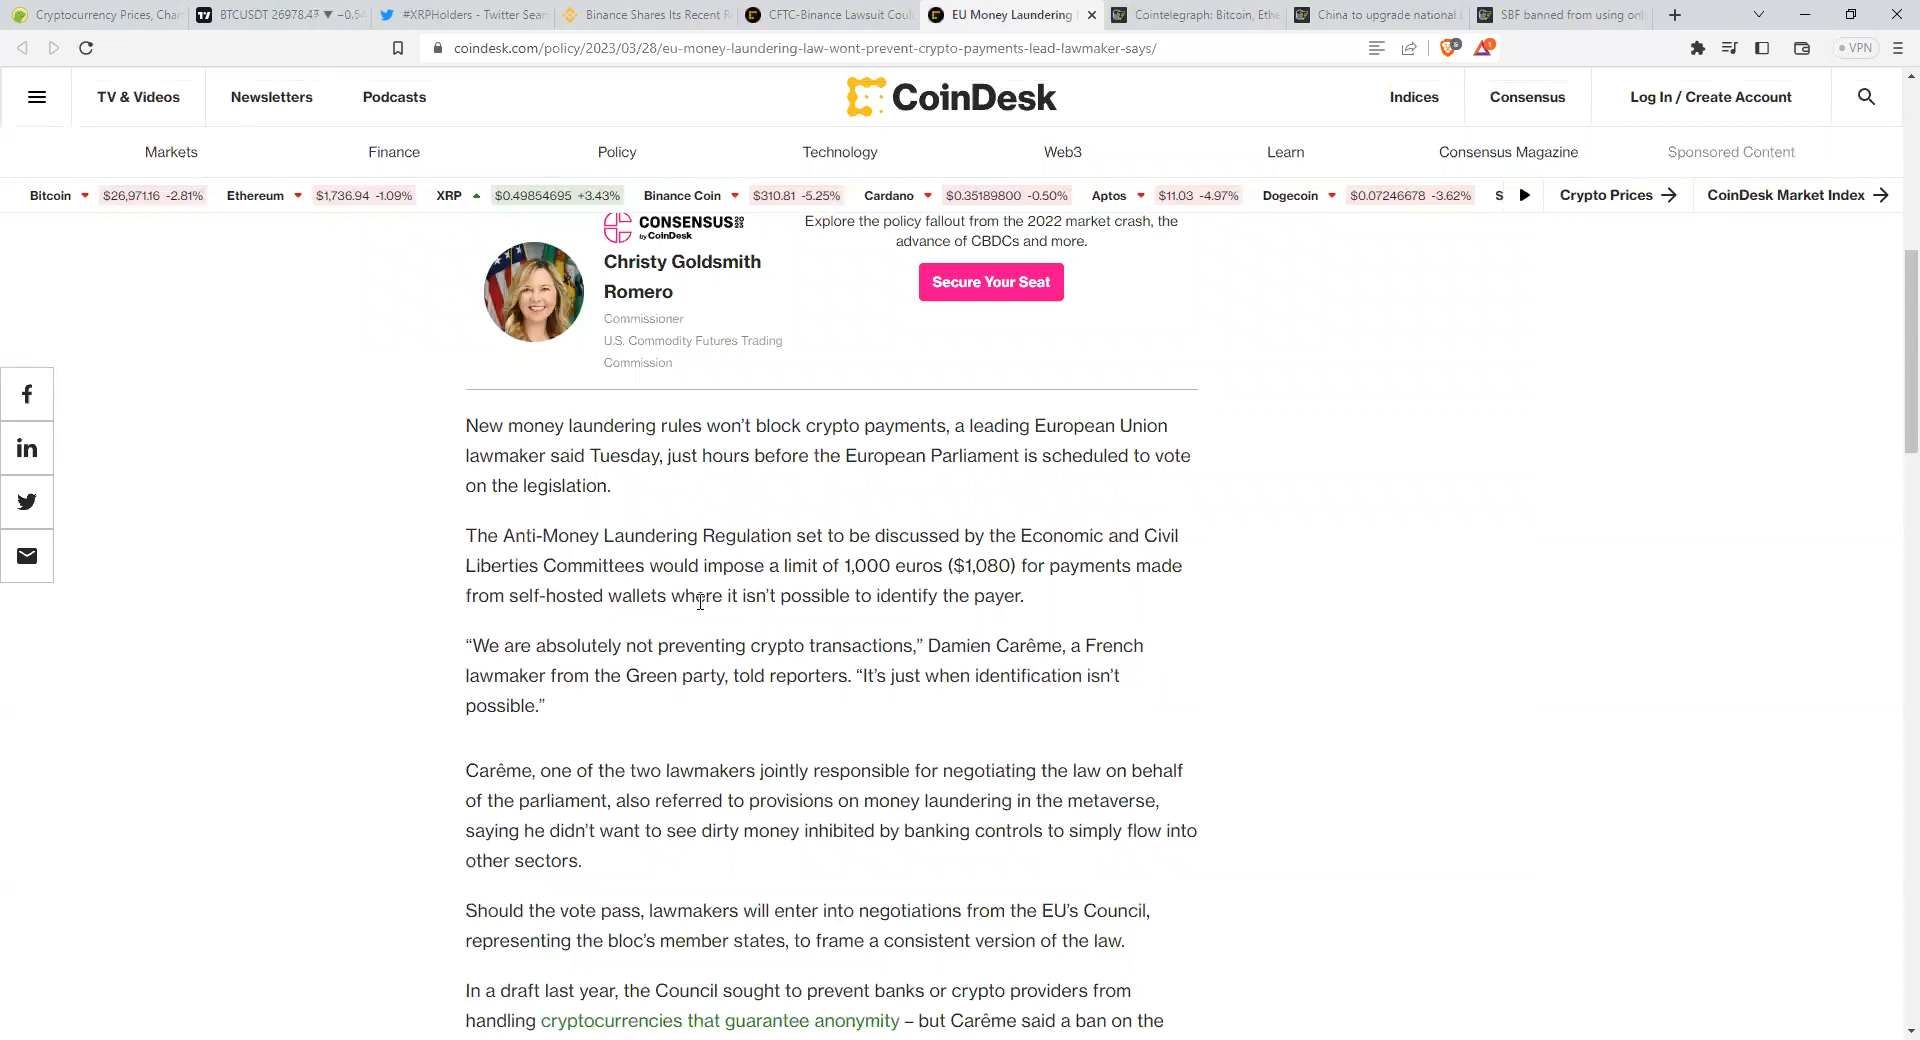 Cryptocurrency Prices, Char
BTCUSDT 26978.47 ▼ −0.54
#XRPHolders - Twitter Sear
Binance Shares Its Recent R
CFTC-Binance Lawsuit Coul
EU Money Laundering
Cointelegraph: Bitcoin, Ethe
China to upgrade national
SBF banned from using onl
coindesk.com/policy/2023/03/28/eu-money-laundering-law-wont-prevent-crypto-payments-lead-lawmaker-says/
VPN
TV & Videos
Newsletters
Podcasts
CoinDesk
Indices
Consensus
Log In / Create Account
Markets
Finance
Policy
Technology
Web3
Learn
Consensus Magazine
Sponsored Content
Bitcoin $26,971.16 -2.81%
Ethereum $1,736.94 -1.09%
XRP $0.49854695 +3.43%
Binance Coin $310.81 -5.25%
Cardano $0.35189800 -0.50%
Aptos $11.03 -4.97%
Dogecoin $0.07246678 -3.62%
S
Crypto Prices →
CoinDesk Market Index →
CONSENSUS
by CoinDesk
Christy Goldsmith
Romero
Commissioner
U.S. Commodity Futures Trading
Commission
Explore the policy fallout from the 2022 market crash, the
advance of CBDCs and more.
Secure Your Seat
New money laundering rules won’t block crypto payments, a leading European Union
lawmaker said Tuesday, just hours before the European Parliament is scheduled to vote
on the legislation.
The Anti-Money Laundering Regulation set to be discussed by the Economic and Civil
Liberties Committees would impose a limit of 1,000 euros ($1,080) for payments made
from self-hosted wallets where it isn’t possible to identify the payer.
“We are absolutely not preventing crypto transactions,” Damien Carême, a French
lawmaker from the Green party, told reporters. “It’s just when identification isn’t
possible.”
Carême, one of the two lawmakers jointly responsible for negotiating the law on behalf
of the parliament, also referred to provisions on money laundering in the metaverse,
saying he didn’t want to see dirty money inhibited by banking controls to simply flow into
other sectors.
Should the vote pass, lawmakers will enter into negotiations from the EU’s Council,
representing the bloc’s member states, to frame a consistent version of the law.
In a draft last year, the Council sought to prevent banks or crypto providers from
handling cryptocurrencies that guarantee anonymity – but Carême said a ban on the